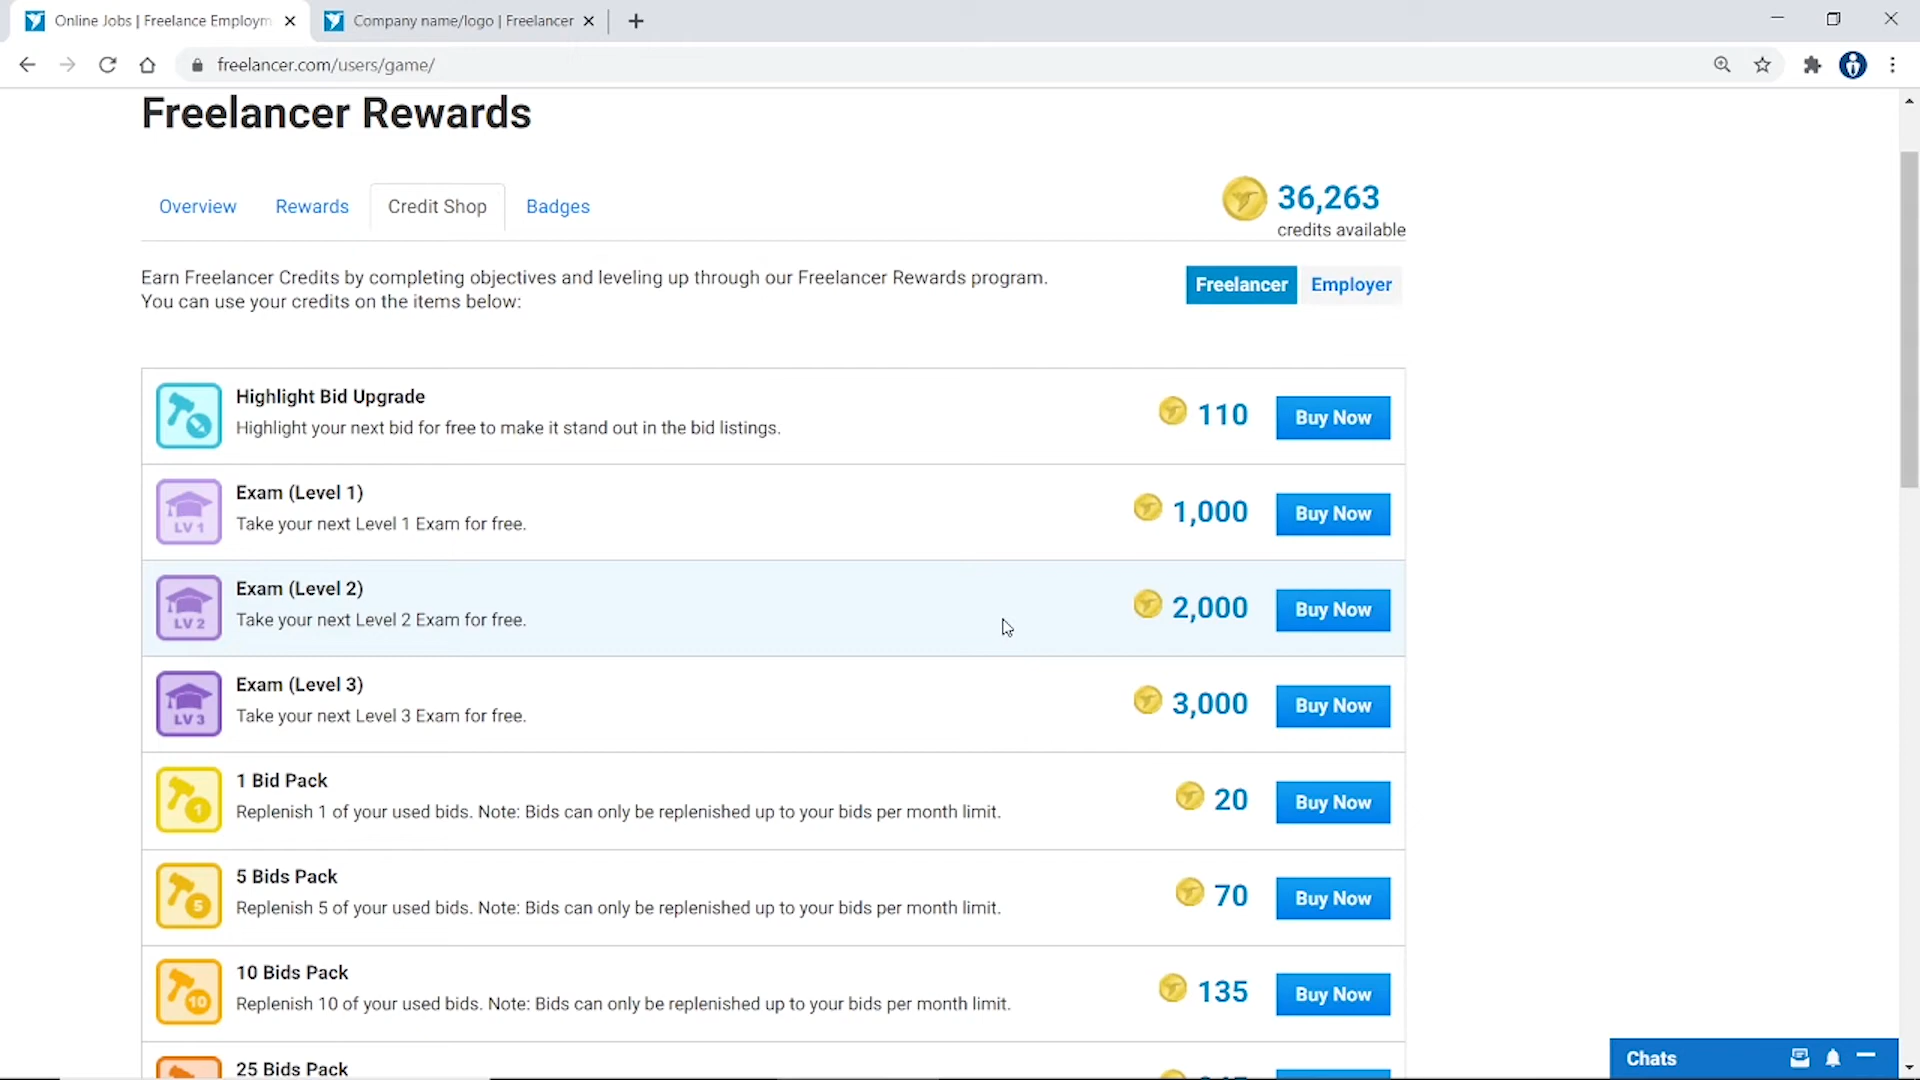 Online Jobs | Freelance Employm
Company name/logo | Freelancer
freelancer.com/users/game/
Freelancer Rewards
Overview
Rewards
Credit Shop
Badges
36,263
credits available
Earn Freelancer Credits by completing objectives and leveling up through our Freelancer Rewards program.
You can use your credits on the items below:
Freelancer
Employer
Highlight Bid Upgrade
Highlight your next bid for free to make it stand out in the bid listings.
110
Buy Now
LV 1
Exam (Level 1)
Take your next Level 1 Exam for free.
1,000
Buy Now
LV 2
Exam (Level 2)
Take your next Level 2 Exam for free.
2,000
Buy Now
LV 3
Exam (Level 3)
Take your next Level 3 Exam for free.
3,000
Buy Now
1
1 Bid Pack
Replenish 1 of your used bids. Note: Bids can only be replenished up to your bids per month limit.
20
Buy Now
5
5 Bids Pack
Replenish 5 of your used bids. Note: Bids can only be replenished up to your bids per month limit.
70
Buy Now
10
10 Bids Pack
Replenish 10 of your used bids. Note: Bids can only be replenished up to your bids per month limit.
135
Buy Now
25 Bids Pack
Chats